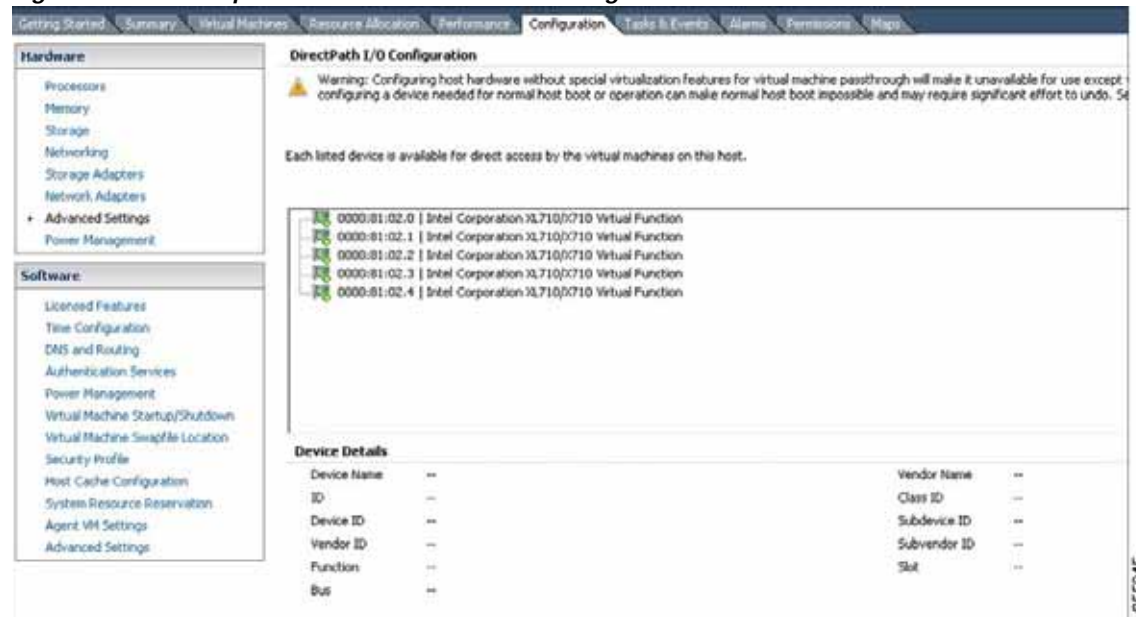 Getting Started Summary Virtual Machines Resource Allocation Performance Configuration Tasks & Events Alarms Permissions Maps
Hardware
Processors
Memory
Storage
Networking
Storage Adapters
Network Adapters
Advanced Settings
Power Management
Software
Licensed Features
Time Configuration
DNS and Routing
Authentication Services
Power Management
Virtual Machine Startup/Shutdown
Virtual Machine Swapfile Location
Security Profile
Host Cache Configuration
System Resource Reservation
Agent VM Settings
Advanced Settings
DirectPath I/O Configuration
Warning: Configuring host hardware without special virtualization features for virtual machine passthrough will make it unavailable for use except
configuring a device needed for normal host boot or operation can make normal host boot impossible and may require significant effort to undo. Se
Each listed device is available for direct access by the virtual machines on this host.
0000:81:02.0 | Intel Corporation XL710/X710 Virtual Function
0000:81:02.1 | Intel Corporation XL710/X710 Virtual Function
0000:81:02.2 | Intel Corporation XL710/X710 Virtual Function
0000:81:02.3 | Intel Corporation XL710/X710 Virtual Function
0000:81:02.4 | Intel Corporation XL710/X710 Virtual Function
Device Details
Device Name -- Vendor Name --
ID -- Class ID --
Device ID -- Subdevice ID --
Vendor ID -- Subvendor ID --
Function -- Slot --
Bus --